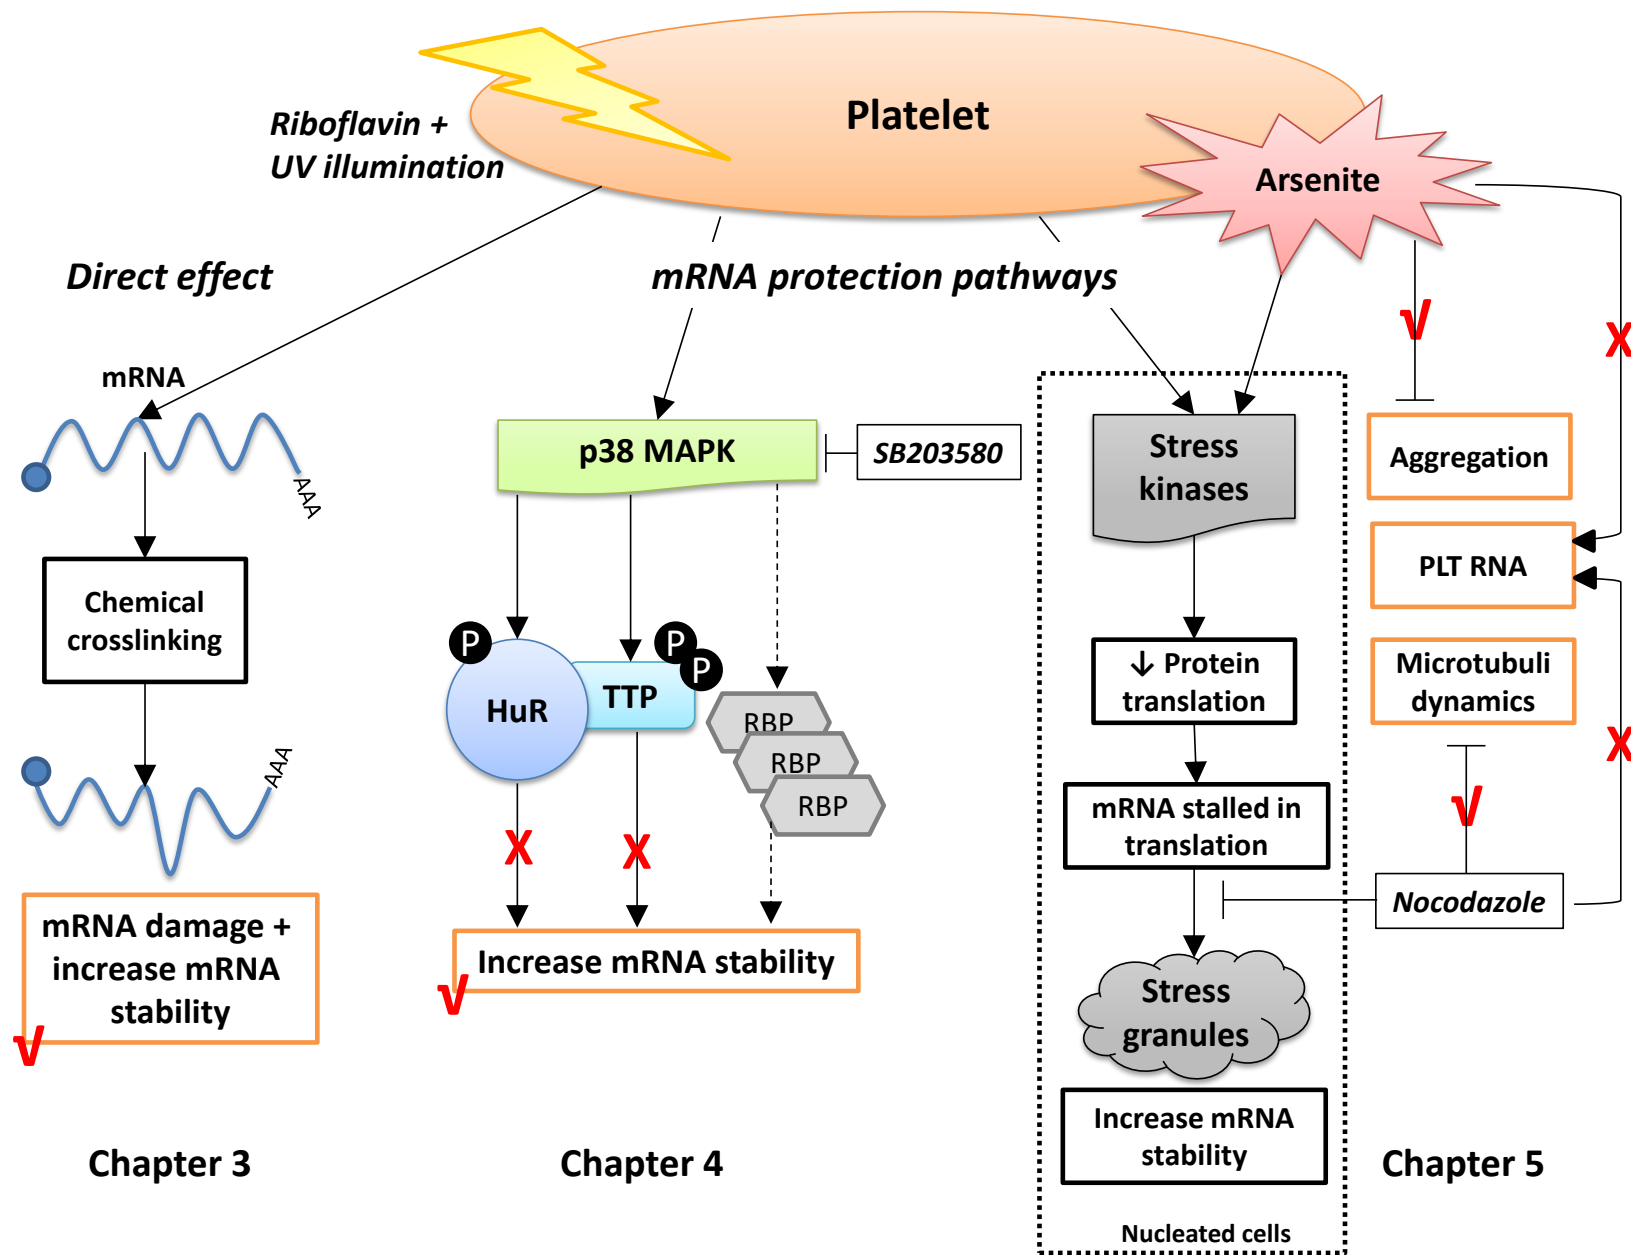 Platelet
Riboflavin +
UV illumination
Arsenite
Direct effect
mRNA protection pathways
√
X
mRNA
AAA
p38 MAPK
SB203580
Stress
kinases
Aggregation
PLT RNA
Chemical
crosslinking
P
P
P
HuR
TTP
RBP
RBP
RBP
↓ Protein
translation
Microtubuli
dynamics
X
AAA
mRNA stalled in
translation
√
X
X
Nocodazole
mRNA damage +
increase mRNA
stability
√
Increase mRNA stability
√
Stress
granules
Increase mRNA
stability
Chapter 3
Chapter 4
Chapter 5
Nucleated cells